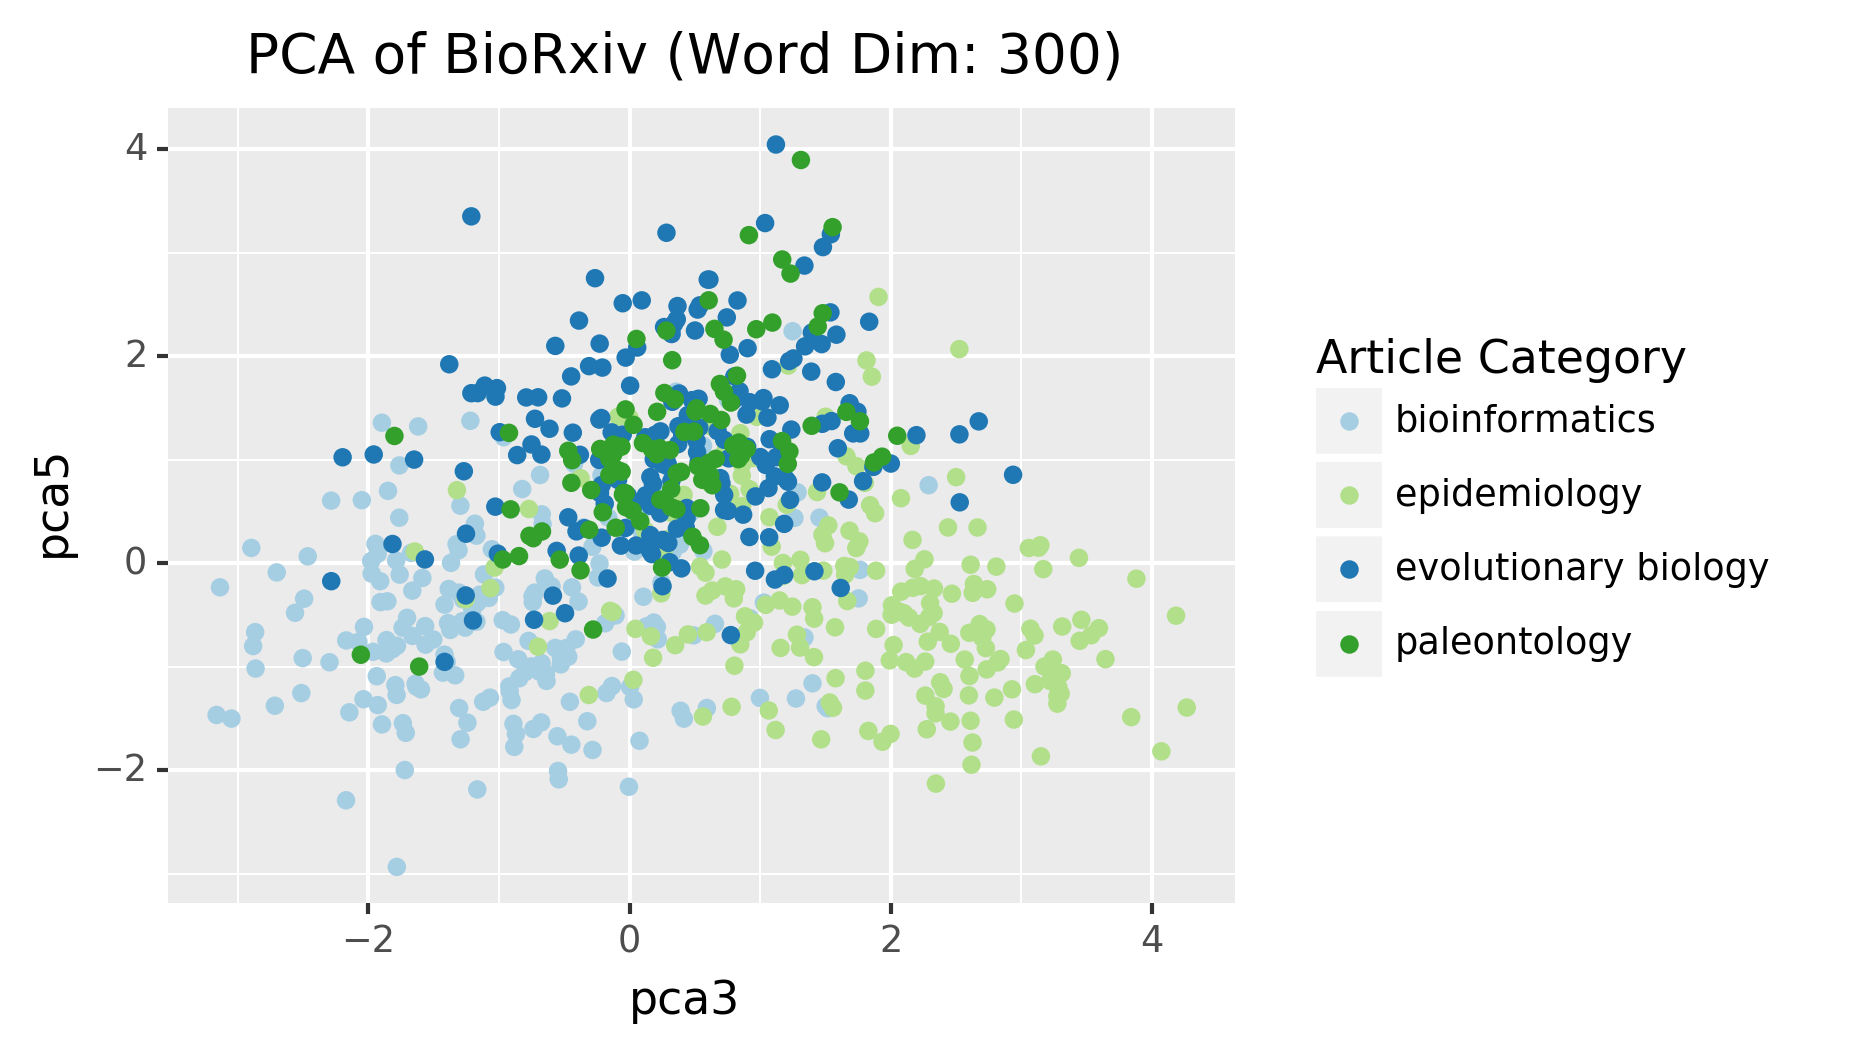 PCA of BioRxiv (Word Dim: 300)
4
2
0
−2
pca5
−2 0 2 4
pca3
Article Category
bioinformatics
epidemiology
evolutionary biology
paleontology